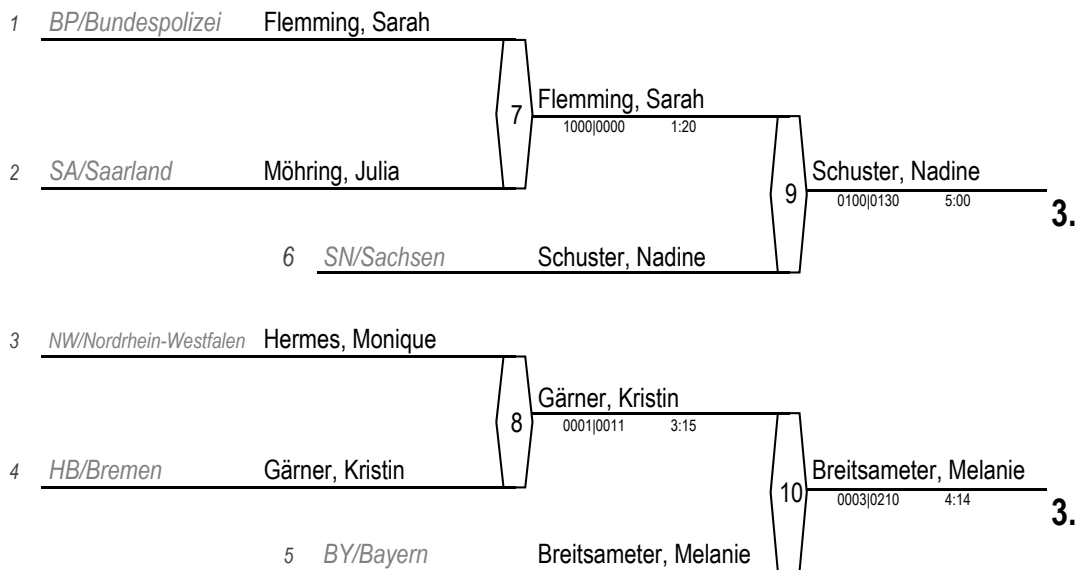 1 BP/Bundespolizei Flemming, Sarah
7 Flemming, Sarah
1000|0000 1:20
2 SA/Saarland Möhring, Julia
9 Schuster, Nadine
0100|0130 5:00
3.
6 SN/Sachsen Schuster, Nadine
3 NW/Nordrhein-Westfalen Hermes, Monique
8 Gärner, Kristin
0001|0011 3:15
4 HB/Bremen Gärner, Kristin
10 Breitsameter, Melanie
0003|0210 4:14
3.
5 BY/Bayern Breitsameter, Melanie